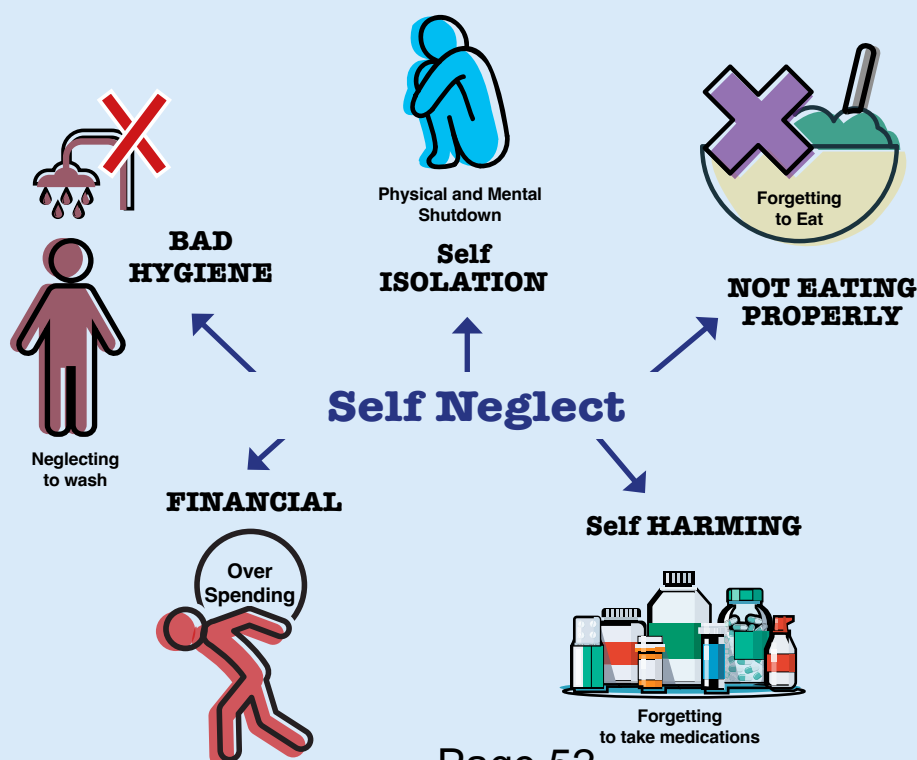 Physical and Mental
Shutdown
Self
ISOLATION
BAD
HYGIENE
Neglecting
to wash
Forgetting
to Eat
NOT EATING
PROPERLY
Self Neglect
FINANCIAL
Over
Spending
Self HARMING
Forgetting
to take medications
Page